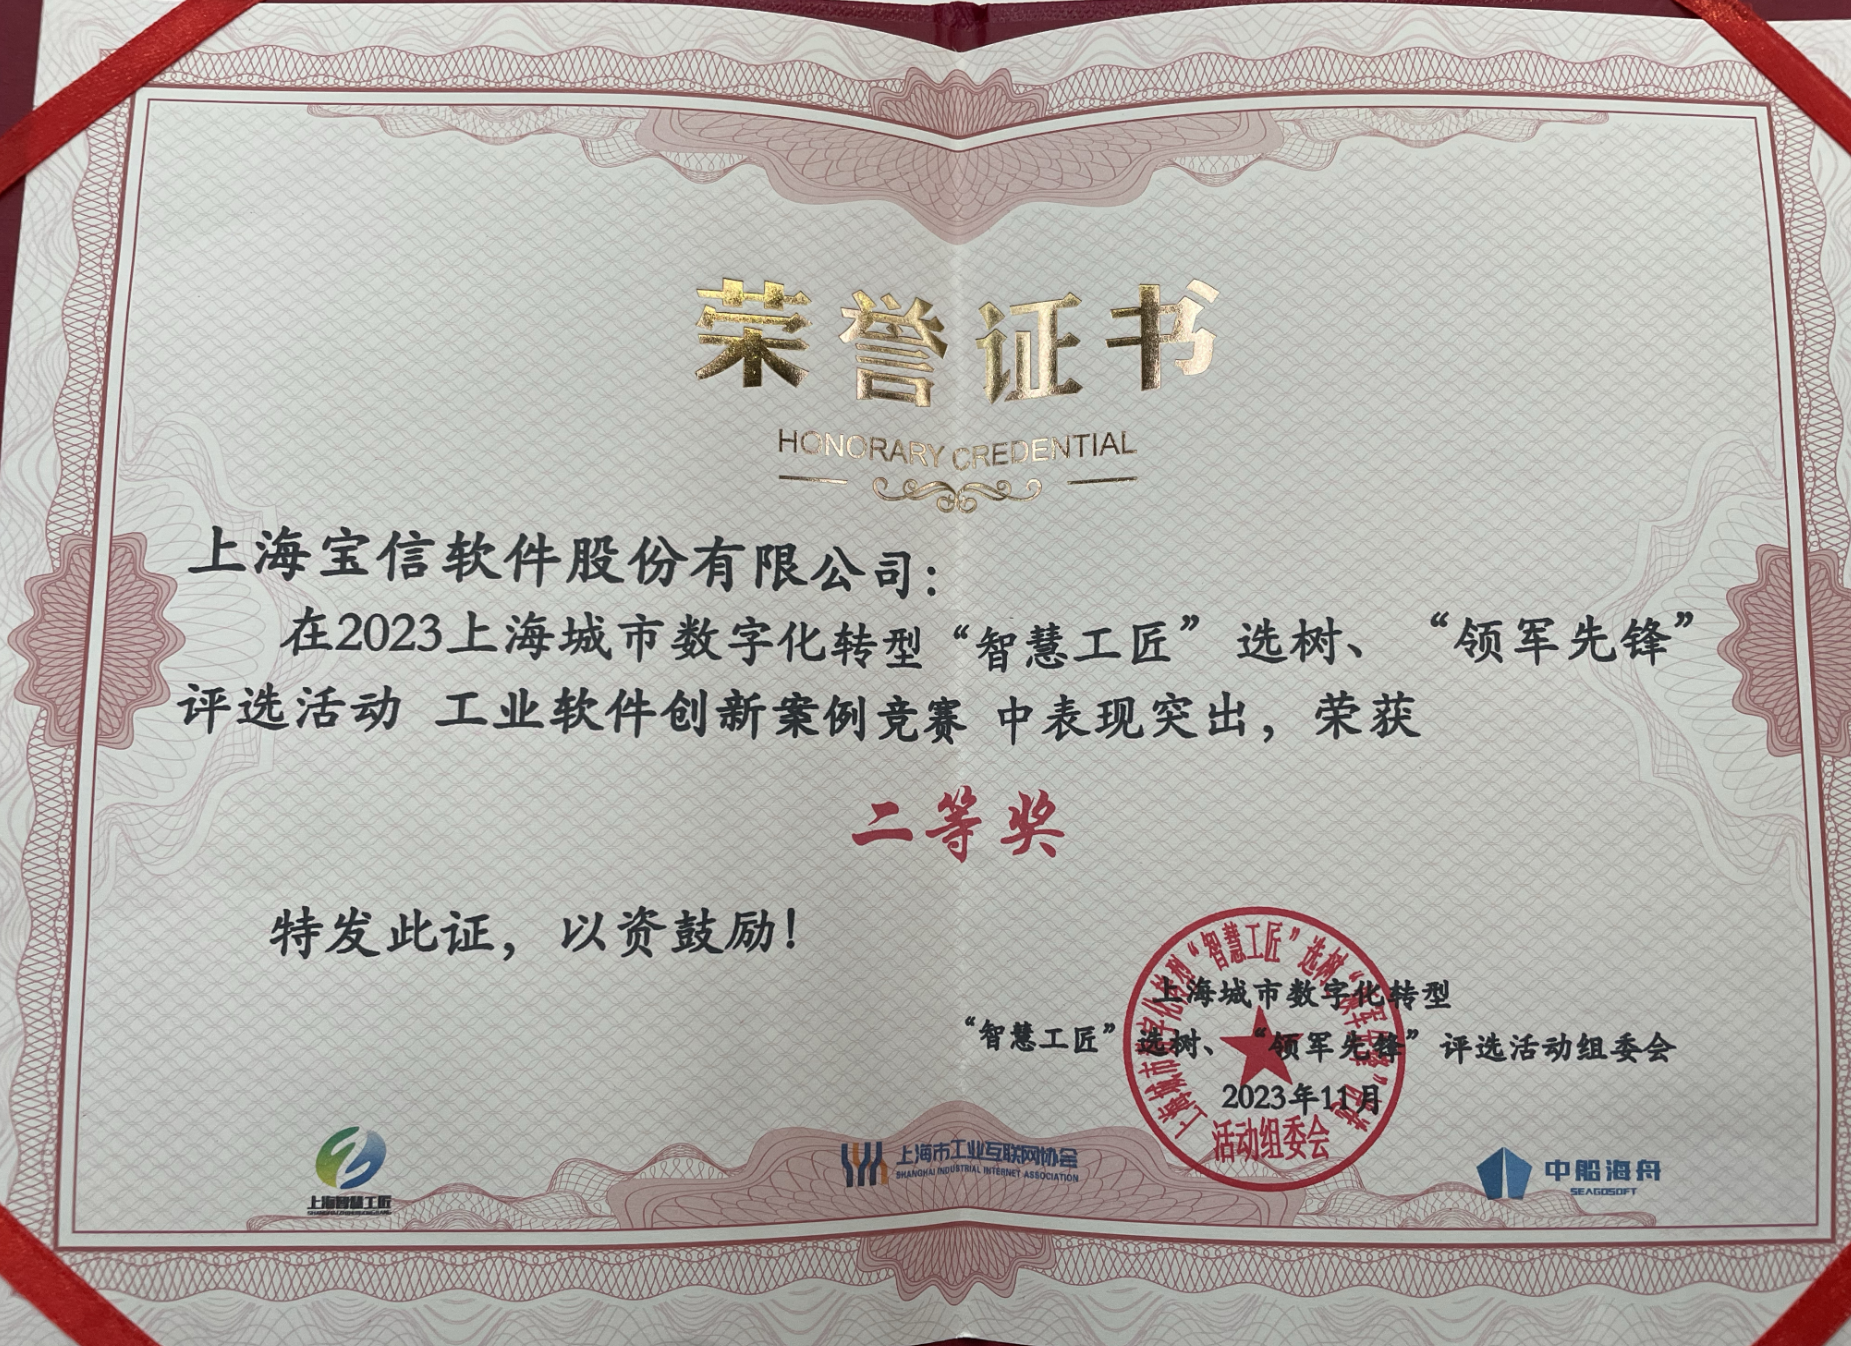 荣誉证书
HONORARY CREDENTIAL
上海宝信软件股份有限公司：
在2023上海城市数字化转型“智慧工匠”选树、“领军先锋”
评选活动 工业软件创新案例竞赛 中表现突出，荣获
二等奖
特发此证，以资鼓励！
上海城市数字化转型
“智慧工匠”选树、“领军先锋”评选活动组委会
2023年11月
活动组委会
上海智慧工匠
上海市工业互联网协会
SHANGHAI INDUSTRIAL INTERNET ASSOCIATION
中船海舟
SEAGOSOFT